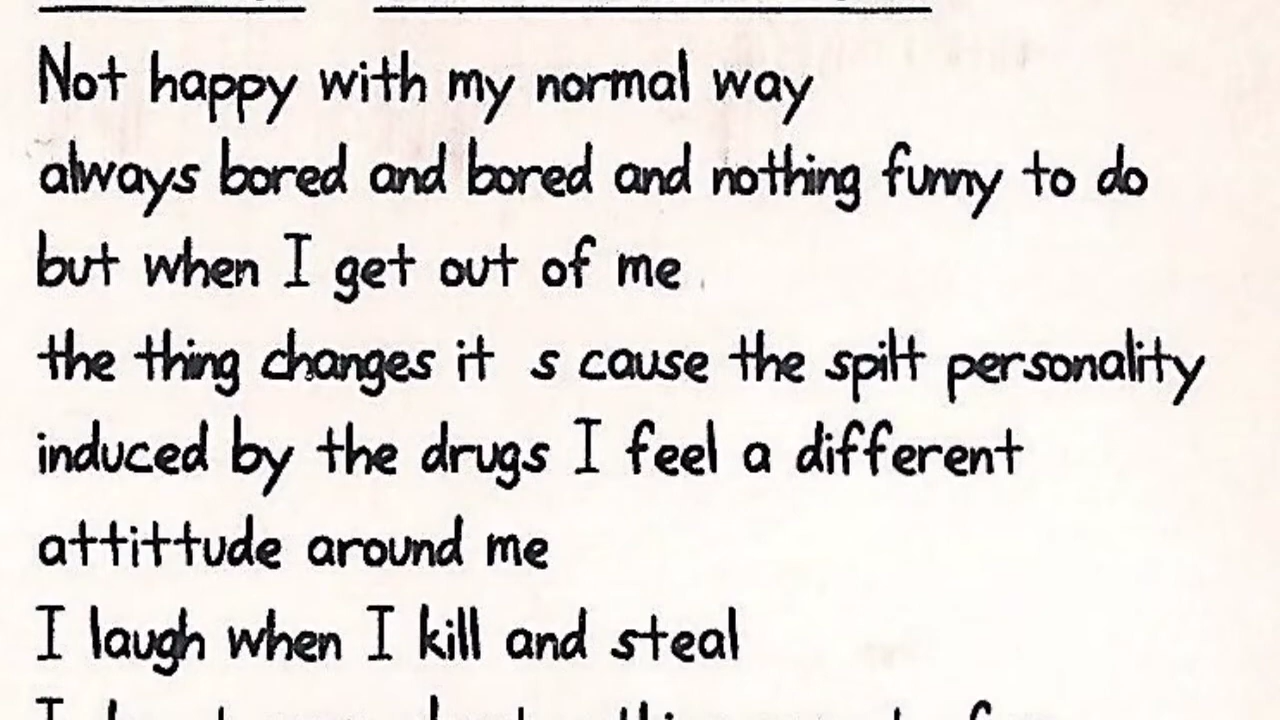 Not happy with my normal way
always bored and bored and nothing funny to do
but when I get out of me
the thing changes it s cause the spilt personality
induced by the drugs I feel a different
attittude around me
I laugh when I kill and steal